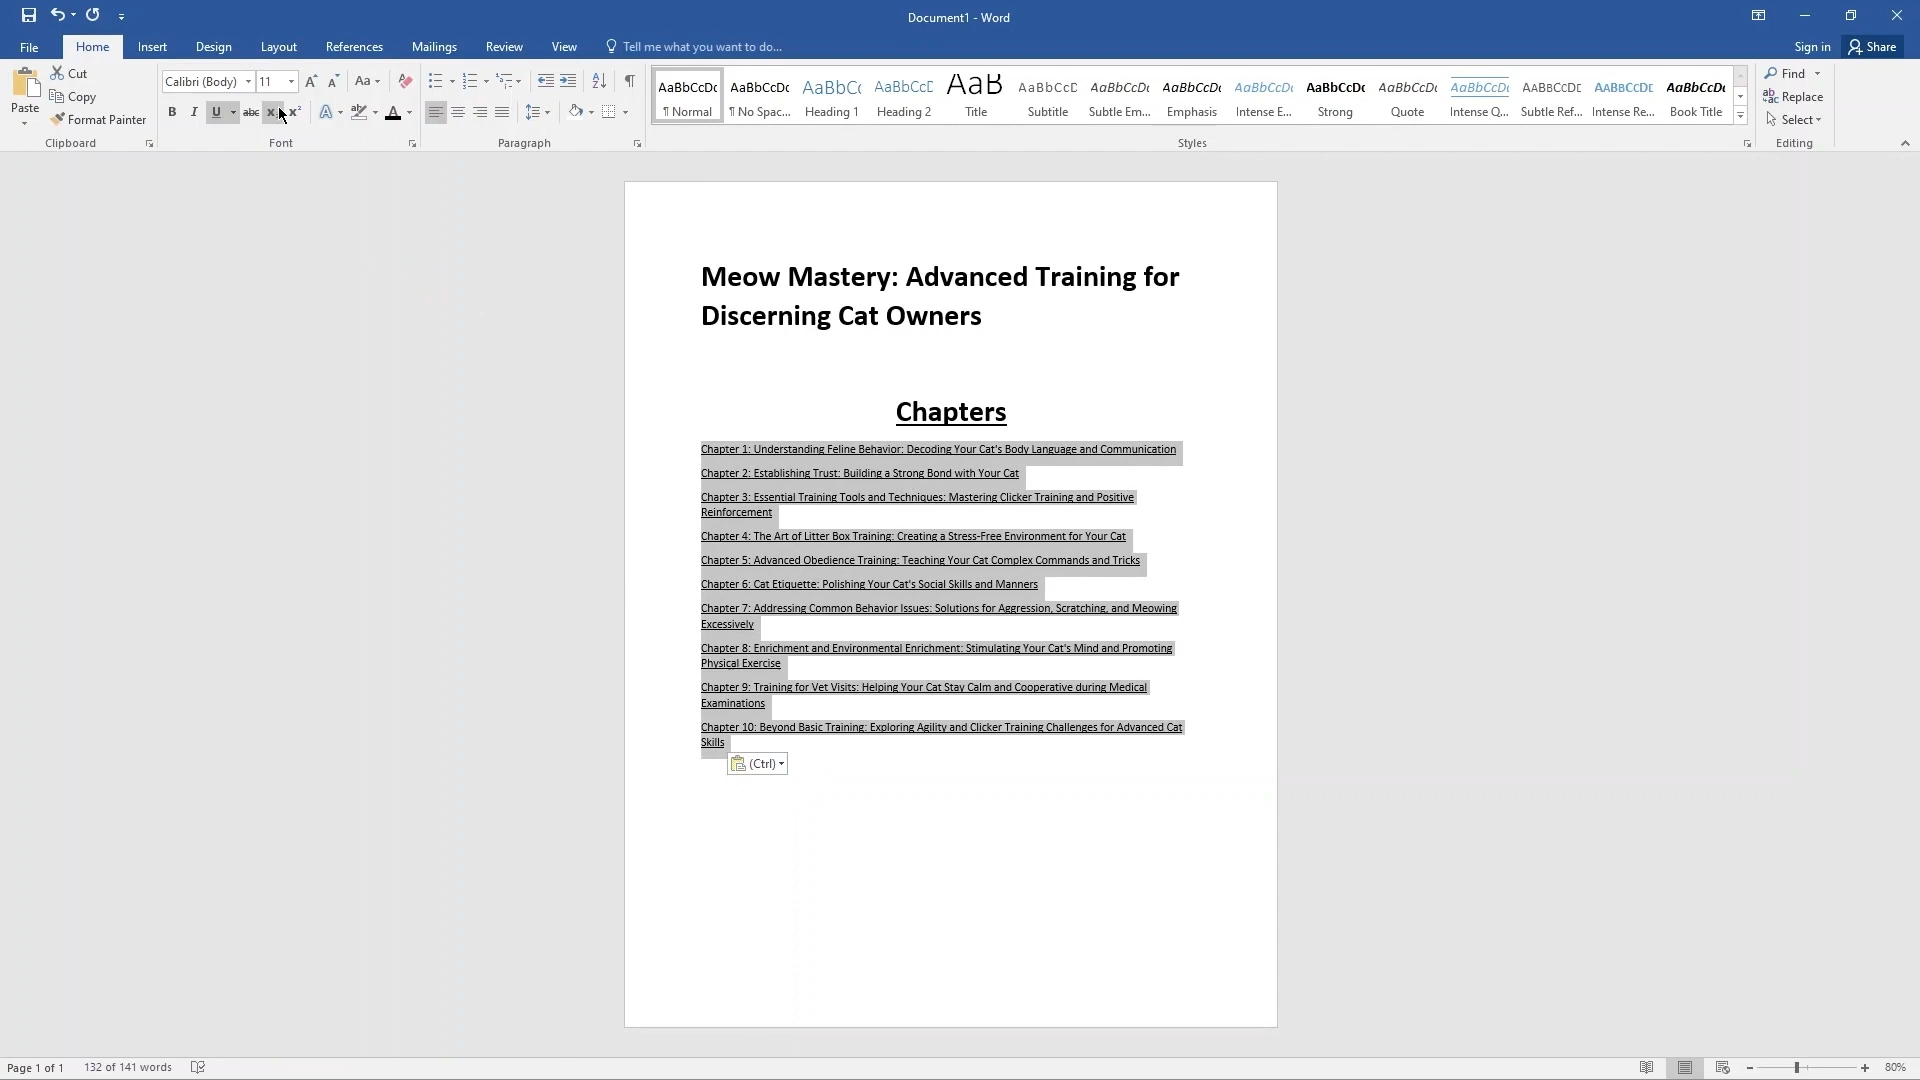 Document1 - Word
File Home Insert Design Layout References Mailings Review View Tell me what you want to do... Sign in Share
Paste
Cut
Copy
Format Painter
Clipboard
Calibri (Body) 11 Aa
B I U abc x₂ x² A ab A
Font
Paragraph
AaBbCcDc AaBbCcDc AaBbCc AaBbCcD AaB AaBbCcD AaBbCcDc AaBbCcDc AaBbCcDc AaBbCcDc AaBbCcDc AaBbCcDc AABBCCDD AABBCCDD AaBbCcDc
¶ Normal ¶ No Spac... Heading 1 Heading 2 Title Subtitle Subtle Em... Emphasis Intense E... Strong Quote Intense Q... Subtle Ref... Intense Re... Book Title
Styles
Find
Replace
Select
Editing
Meow Mastery: Advanced Training for
Discerning Cat Owners
Chapters
Chapter 1: Understanding Feline Behavior: Decoding Your Cat's Body Language and Communication
Chapter 2: Establishing Trust: Building a Strong Bond with Your Cat
Chapter 3: Essential Training Tools and Techniques: Mastering Clicker Training and Positive
Reinforcement
Chapter 4: The Art of Litter Box Training: Creating a Stress-Free Environment for Your Cat
Chapter 5: Advanced Obedience Training: Teaching Your Cat Complex Commands and Tricks
Chapter 6: Cat Etiquette: Polishing Your Cat's Social Skills and Manners
Chapter 7: Addressing Common Behavior Issues: Solutions for Aggression, Scratching, and Meowing
Excessively
Chapter 8: Enrichment and Environmental Enrichment: Stimulating Your Cat's Mind and Promoting
Physical Exercise
Chapter 9: Training for Vet Visits: Helping Your Cat Stay Calm and Cooperative during Medical
Examinations
Chapter 10: Beyond Basic Training: Exploring Agility and Clicker Training Challenges for Advanced Cat
Skills
(Ctrl)
Page 1 of 1 132 of 141 words 80%